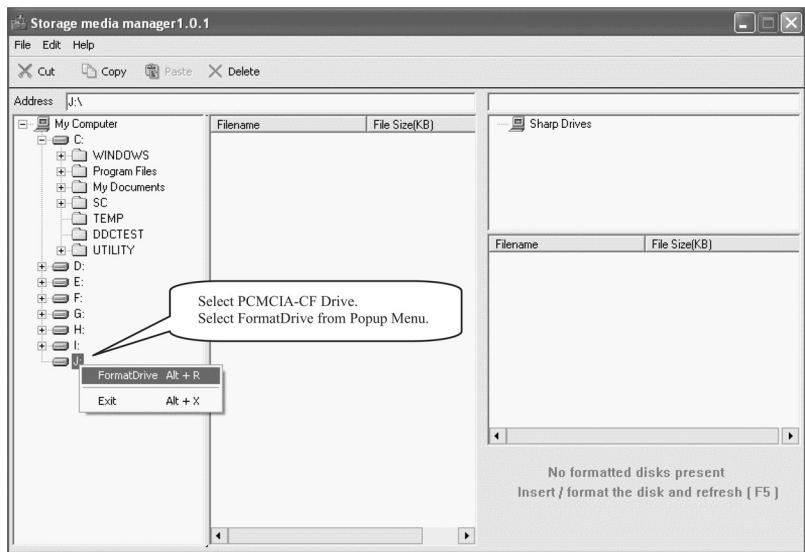 Storage media manager1.0.1
File Edit Help
Cut Copy Paste Delete
Address J:\
My Computer
C:
WINDOWS
Program Files
My Documents
SC
TEMP
DDCTEST
UTILITY
D:
E:
F:
G:
H:
I:
J:
FormatDrive Alt + R
Exit Alt + X
Filename File Size(KB)
Select PCMCIA-CF Drive.
Select FormatDrive from Popup Menu.
Sharp Drives
Filename File Size(KB)
No formatted disks present
Insert / format the disk and refresh ( F5 )